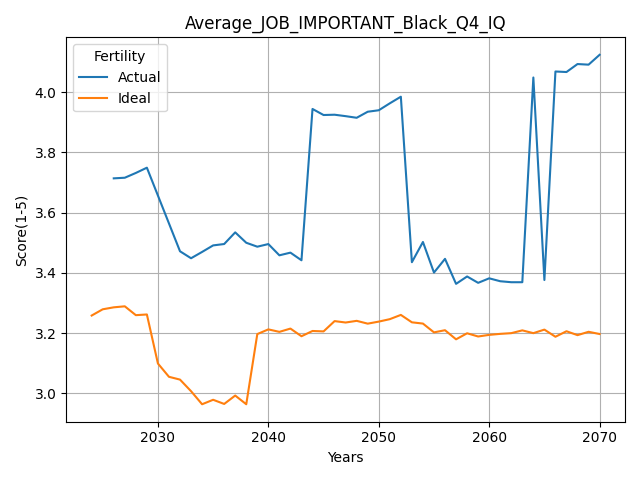 Average_JOB_IMPORTANT_Black_Q4_IQ
Fertility
Actual
Ideal
Score(1-5)
4.0
3.8
3.6
3.4
3.2
3.0
2030
2040
2050
2060
2070
Years